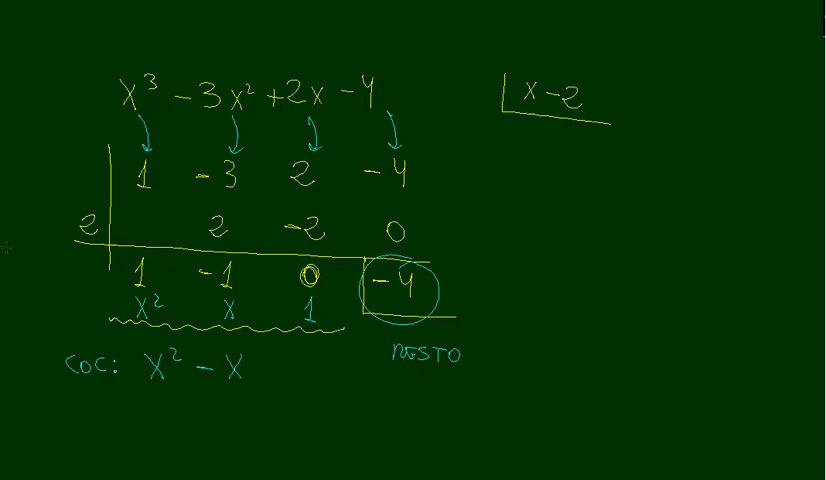 x³ - 3x² + 2x - 4 x - 2
1 -3 2 -4
2 2 -2 0
1 -1 0 -4
x² x 1
RESTO
COC: x² - x